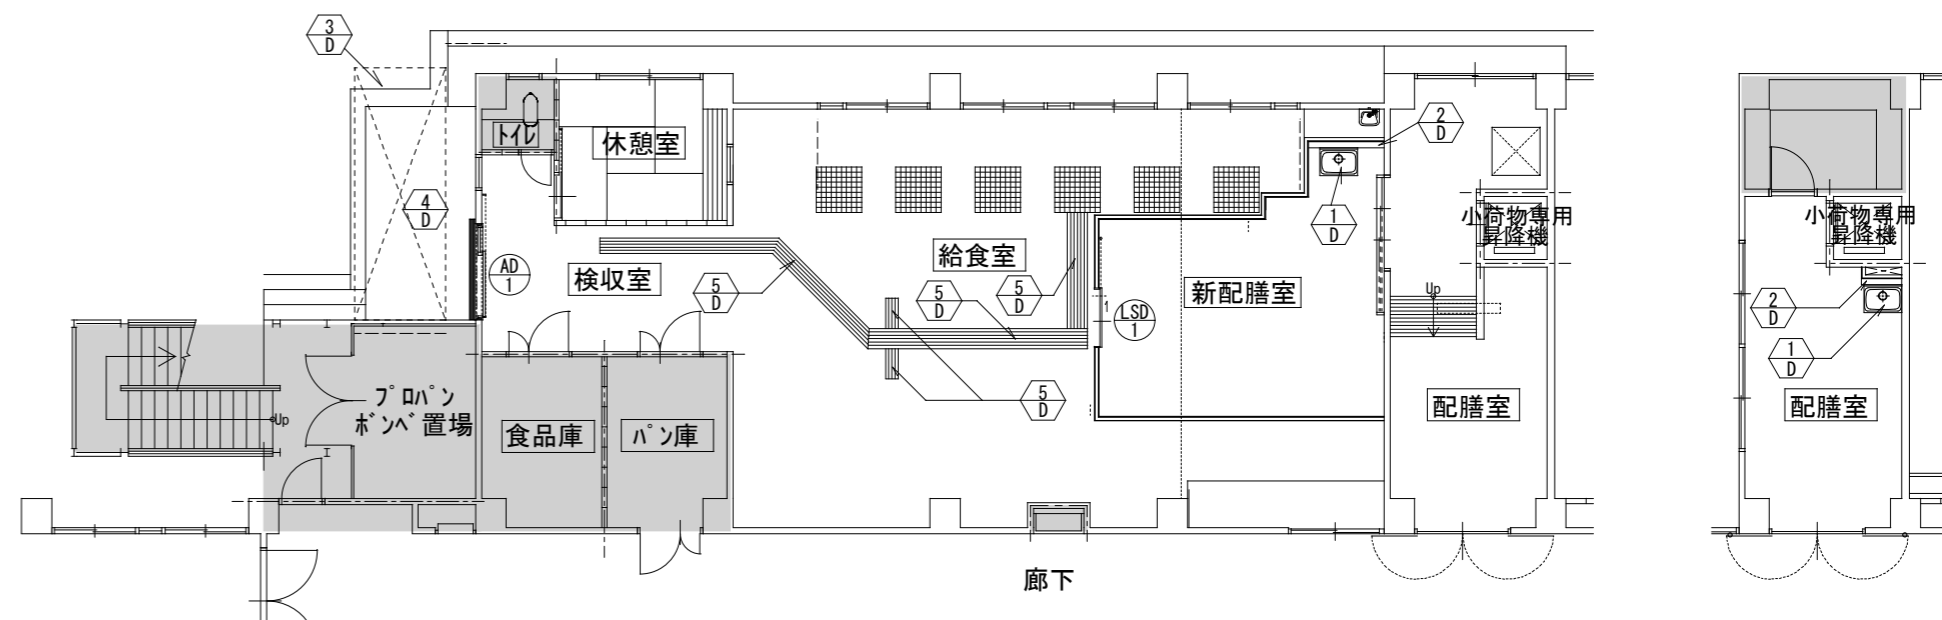 3
D
トイレ
休憩室
2
D
4
D
1
D
小荷物専用
昇降機
小荷物専用
昇降機
AD
1
検収室
給食室
5
D
5
D
5
D
新配膳室
LSD
1
Up
2
D
1
D
プロパン
ボンベ置場
Up
食品庫
パン庫
5
D
配膳室
配膳室
廊下